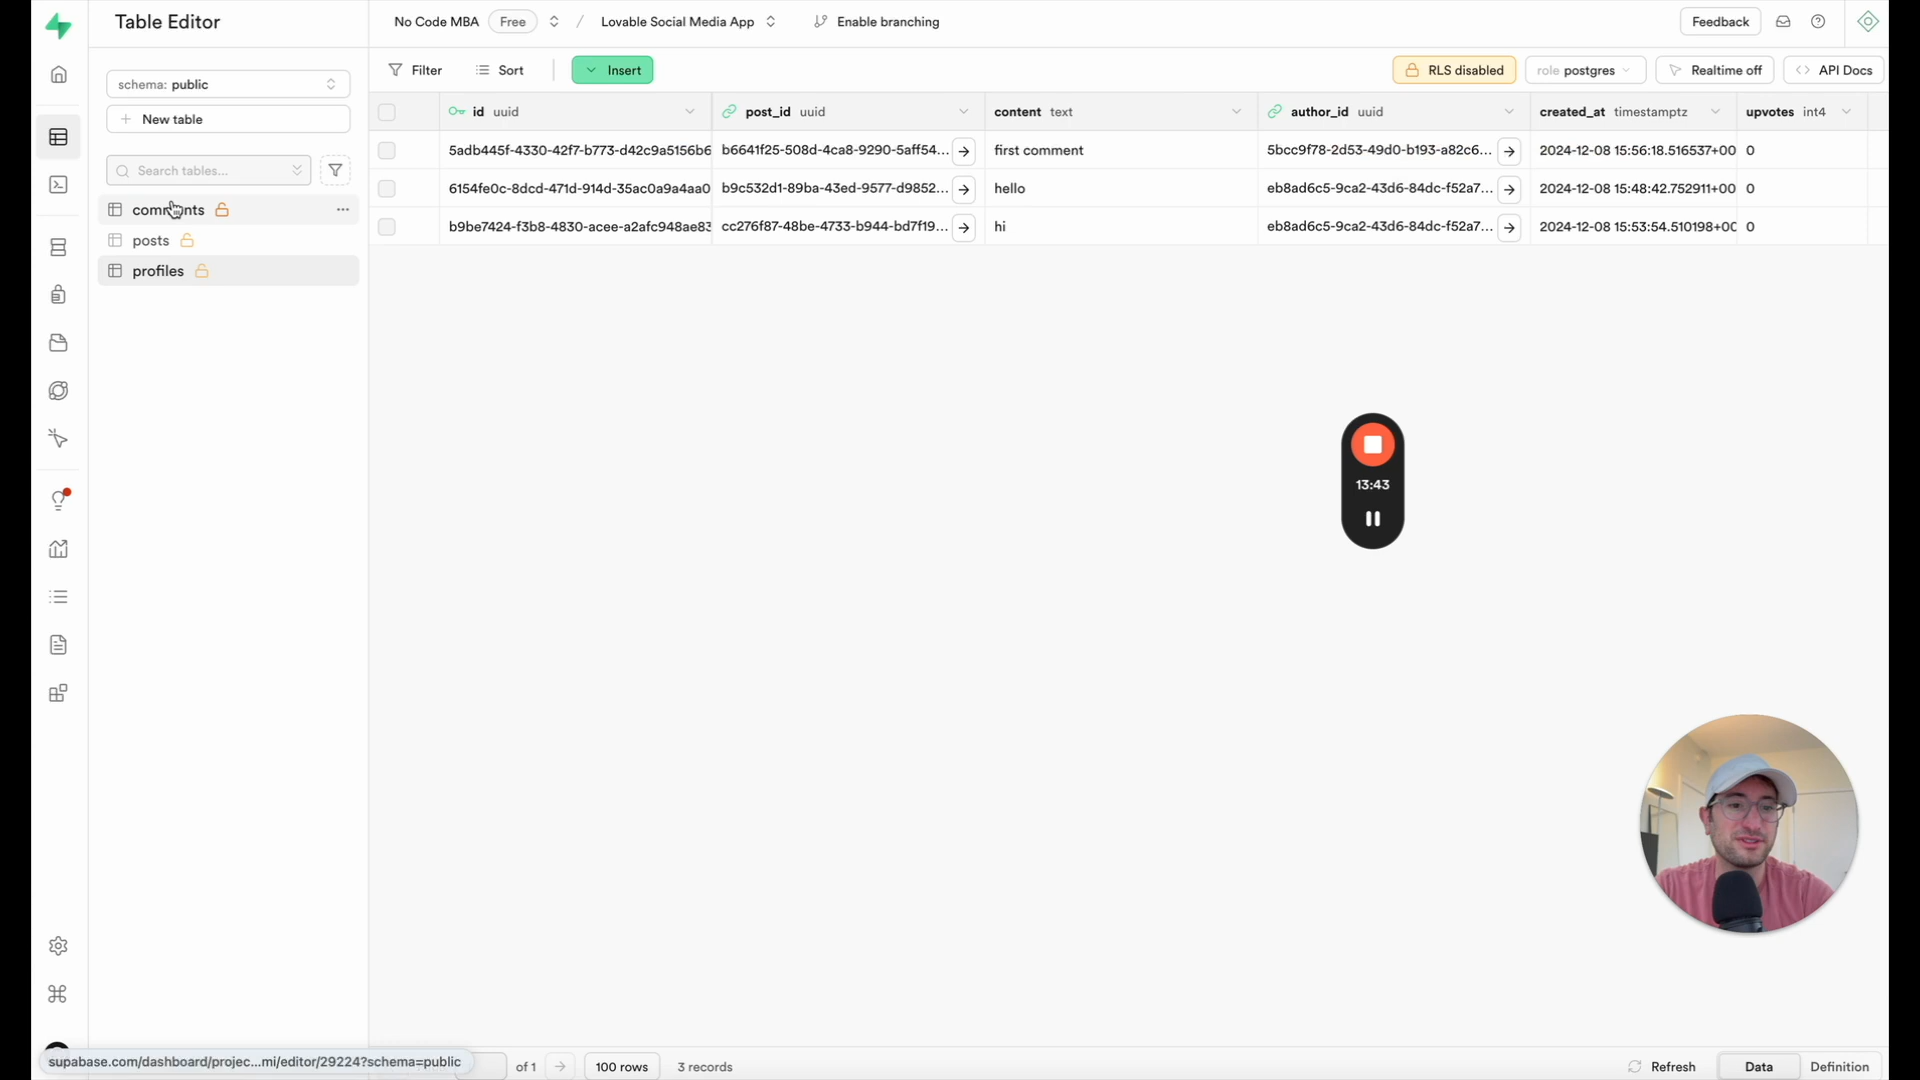 Table Editor
No Code MBA Free / Lovable Social Media App Enable branching
Feedback
schema: public
Filter Sort Insert
RLS disabled role postgres Realtime off API Docs
New table
id uuid post_id uuid content text author_id uuid created_at timestamptz upvotes int4
Search tables...
5adb445f-4330-42f7-b773-d42c9a5156b6 b6641f25-508d-4ca8-9290-5aff54... first comment 5bcc9f78-2d53-49d0-b193-a82c6... 2024-12-08 15:56:18.516537+00 0
6154fe0c-8dcd-471d-914d-35ac0a9a4aa0 b9c532d1-89ba-43ed-9577-d9852... hello eb8ad6c5-9ca2-43d6-84dc-f52a7... 2024-12-08 15:48:42.752911+00 0
b9be7424-f3b8-4830-acee-a2afc948ae83 cc276f87-48be-4733-b944-bd7f19... hi eb8ad6c5-9ca2-43d6-84dc-f52a7... 2024-12-08 15:53:54.510198+00 0
comments
posts
profiles
13:43
supabase.com/dashboard/projec...mi/editor/29224?schema=public
of 1 100 rows 3 records
Refresh Data Definition